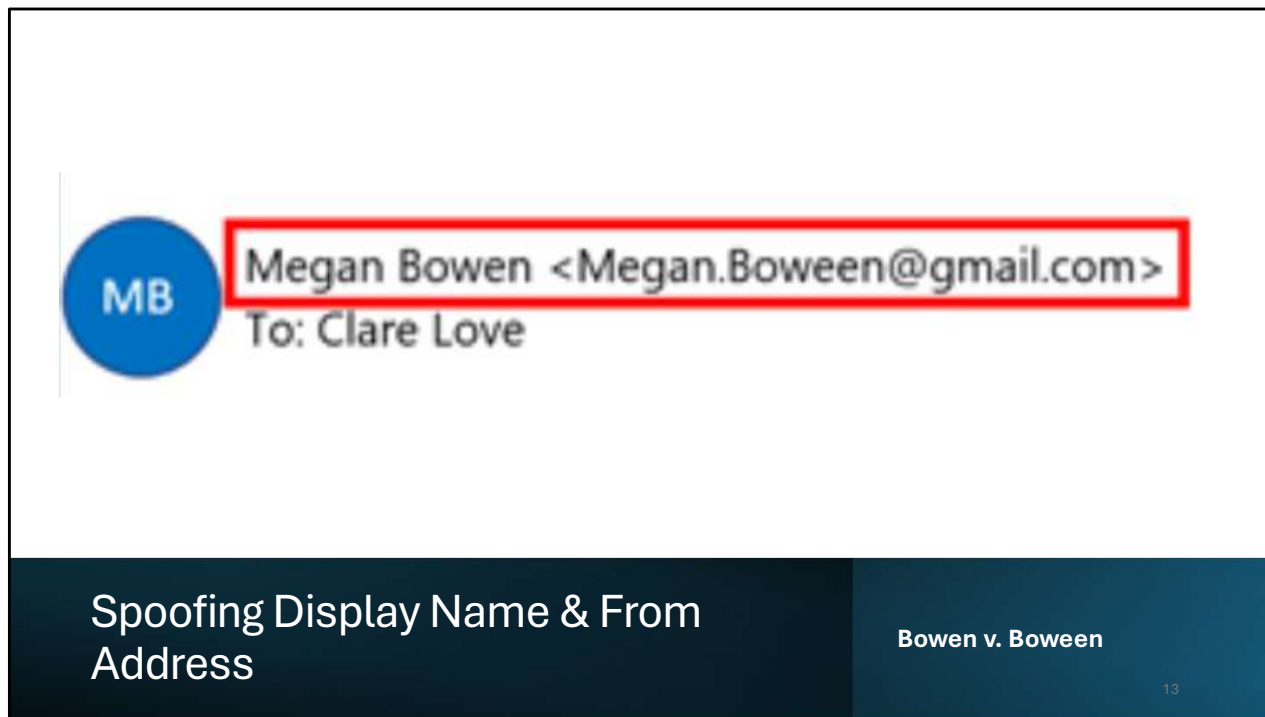 MB
Megan Bowen <Megan.Boween@gmail.com>
To: Clare Love
Spoofing Display Name & From
Address
Bowen v. Boween
13